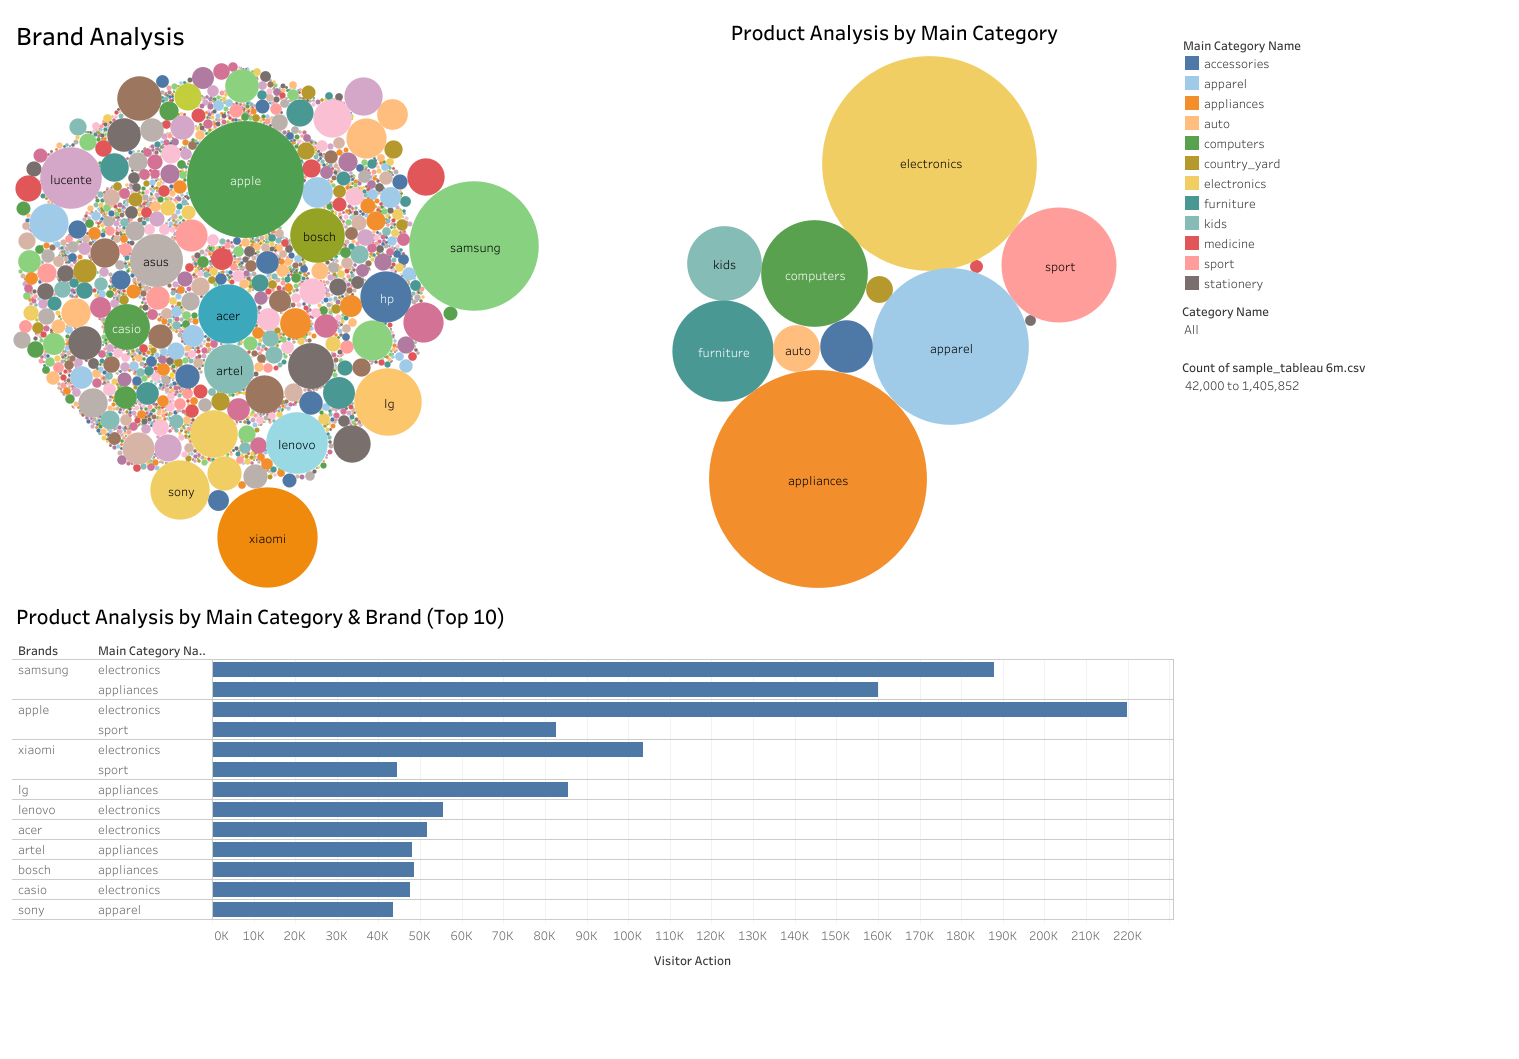 Brand Analysis
lucente
apple
bosch
samsung
asus
hp
acer
casio
artel
lg
lenovo
sony
xiaomi
Product Analysis by Main Category
electronics
kids
computers
sport
furniture
auto
apparel
appliances
Main Category Name
accessories
apparel
appliances
auto
computers
country_yard
electronics
furniture
kids
medicine
sport
stationery
Category Name
All
Count of sample_tableau 6m.csv
42,000 to 1,405,852
Product Analysis by Main Category & Brand (Top 10)
Brands Main Category Na..
samsung electronics
appliances
apple electronics
sport
xiaomi electronics
sport
lg appliances
lenovo electronics
acer electronics
artel appliances
bosch appliances
casio electronics
sony apparel
0K 10K 20K 30K 40K 50K 60K 70K 80K 90K 100K 110K 120K 130K 140K 150K 160K 170K 180K 190K 200K 210K 220K
Visitor Action